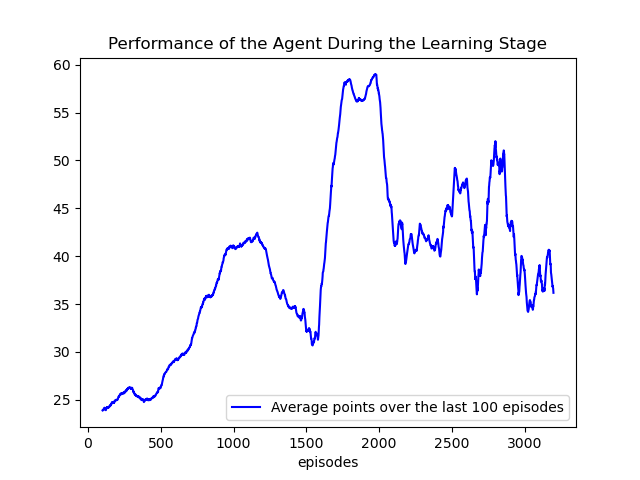 Performance of the Agent During the Learning Stage
60
55
50
45
40
35
30
25
Average points over the last 100 episodes
0 500 1000 1500 2000 2500 3000
episodes